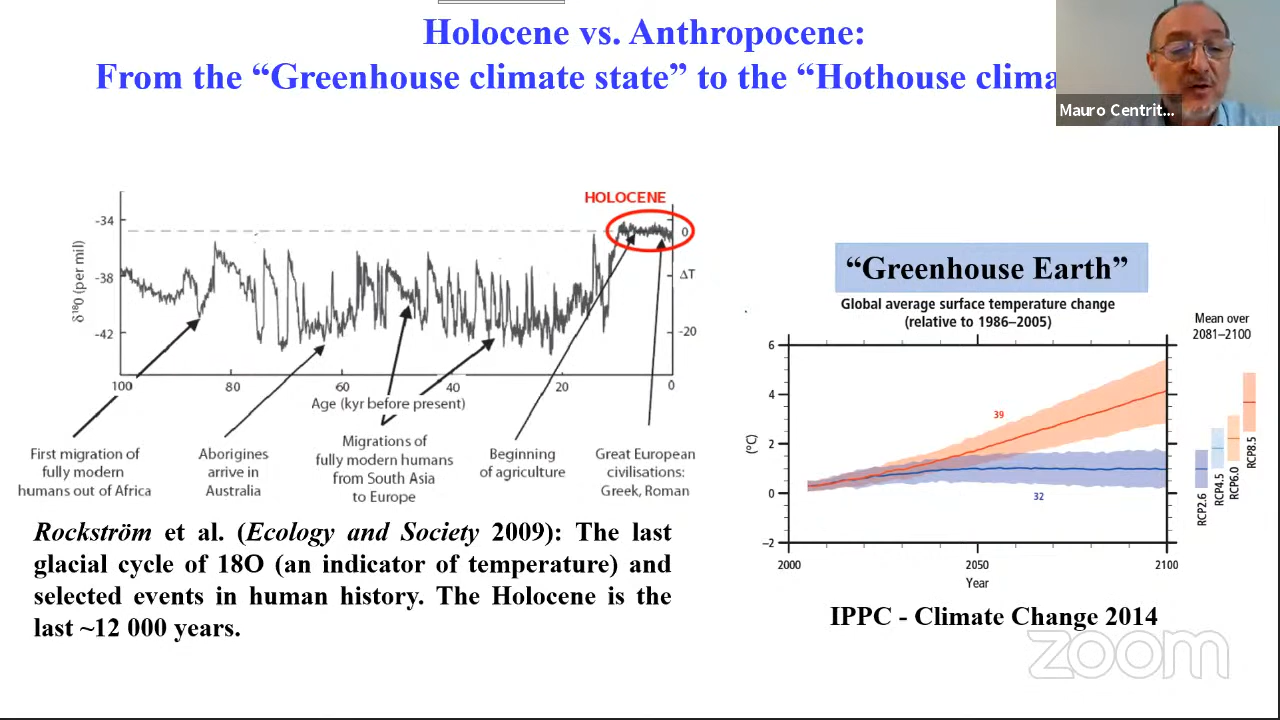 Holocene vs. Anthropocene:
From the “Greenhouse climate state” to the “Hothouse clima
Mauro Centrit...
HOLOCENE
-34
-38
-42
δ18O (per mil)
0
ΔT
-20
100
80
60
40
20
0
Age (kyr before present)
First migration of
fully modern
humans out of Africa
Aborigines
arrive in
Australia
Migrations of
fully modern humans
from South Asia
to Europe
Beginning
of agriculture
Great European
civilisations:
Greek, Roman
Rockström et al. (Ecology and Society 2009): The last
glacial cycle of 18O (an indicator of temperature) and
selected events in human history. The Holocene is the
last ~12 000 years.
“Greenhouse Earth”
Global average surface temperature change
(relative to 1986–2005)
Mean over
2081–2100
6
4
2
0
−2
(°C)
39
32
2000
2050
2100
Year
RCP2.6
RCP4.5
RCP6.0
RCP8.5
IPPC - Climate Change 2014
zoom